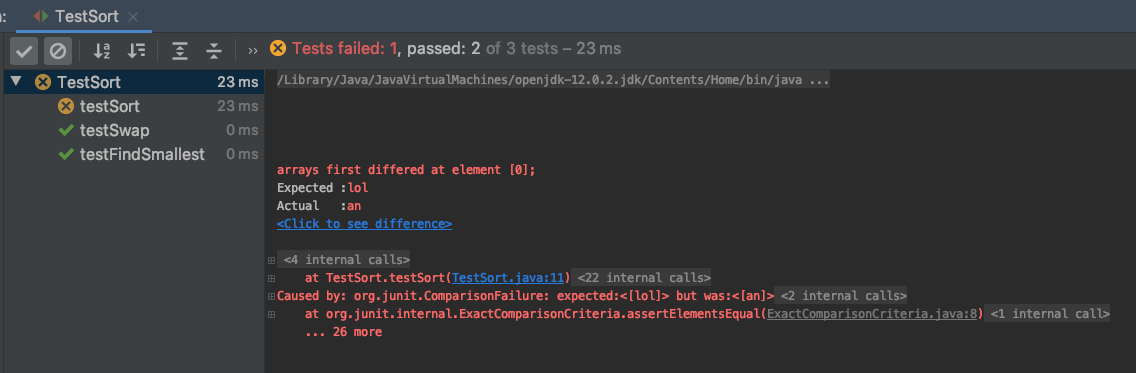 : TestSort ×
» Tests failed: 1, passed: 2 of 3 tests – 23 ms
TestSort 23 ms
testSort 23 ms
testSwap 0 ms
testFindSmallest 0 ms
/Library/Java/JavaVirtualMachines/openjdk-12.0.2.jdk/Contents/Home/bin/java ...
arrays first differed at element [0];
Expected :lol
Actual   :an
<Click to see difference>
<4 internal calls>
at TestSort.testSort(TestSort.java:11) <22 internal calls>
Caused by: org.junit.ComparisonFailure: expected:<[lol]> but was:<[an]> <2 internal calls>
at org.junit.internal.ExactComparisonCriteria.assertElementsEqual(ExactComparisonCriteria.java:8) <1 internal call>
... 26 more